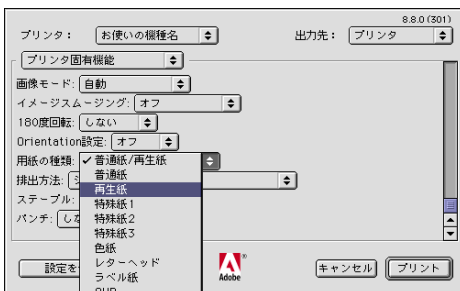 8.8.0 (301)
プリンタ： お使いの機種名 出力先： プリンタ
プリンタ固有機能
画像モード: 自動
イメージスムージング: オフ
180度回転: しない
Orientation設定: オフ
用紙の種類: ✓普通紙/再生紙
普通紙
排出方法:
再生紙
ステープル: 特殊紙1
特殊紙2
パンチ: しな
特殊紙3
色紙
レターヘッド
設定を
ラベル紙
OHP
Adobe
キャンセル プリント